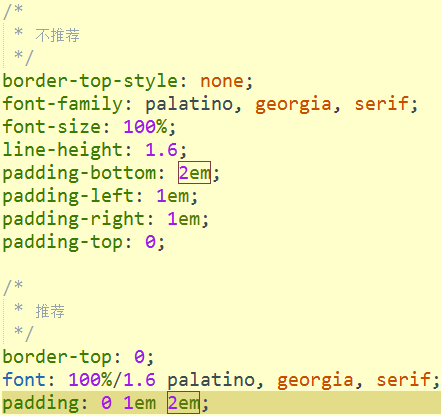 /*
 * 不推荐
 */
border-top-style: none;
font-family: palatino, georgia, serif;
font-size: 100%;
line-height: 1.6;
padding-bottom: 2em;
padding-left: 1em;
padding-right: 1em;
padding-top: 0;

/*
 * 推荐
 */
border-top: 0;
font: 100%/1.6 palatino, georgia, serif;
padding: 0 1em 2em;